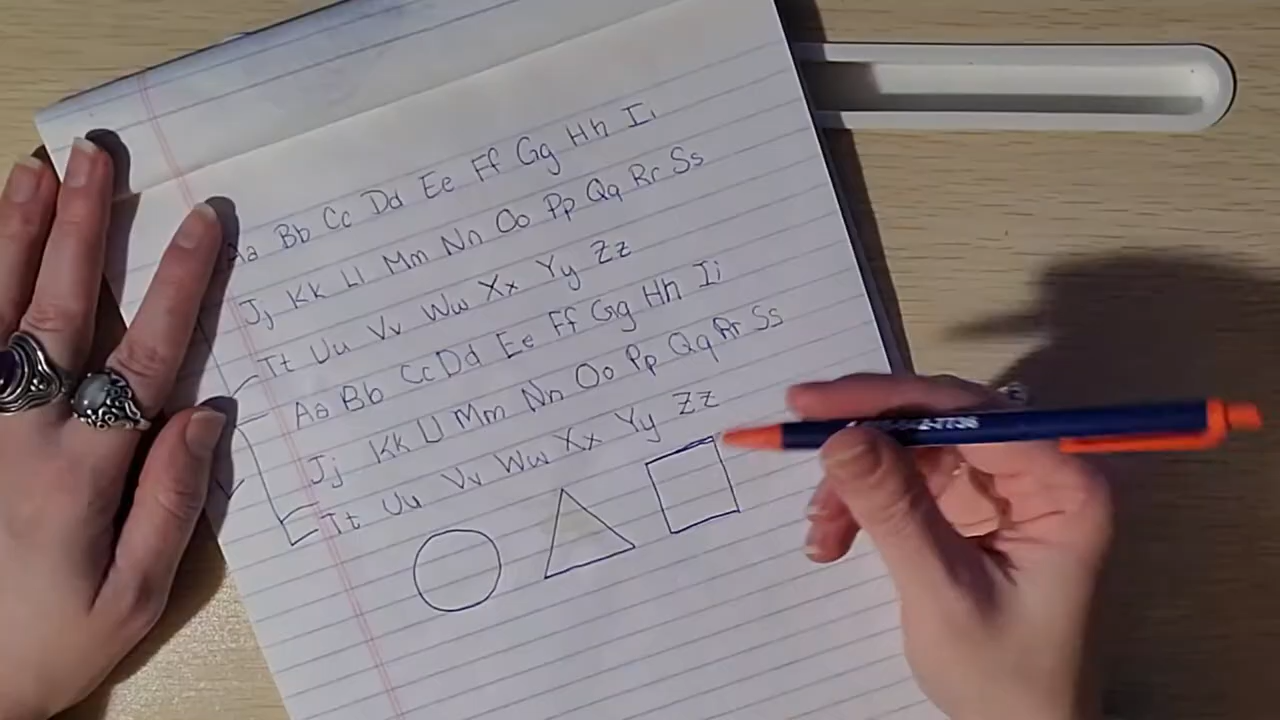 Aa Bb Cc Dd Ee Ff Gg Hh Ii
Jj Kk Ll Mm Nn Oo Pp Qq Rr Ss
Tt Uu Vv Ww Xx Yy Zz
Aa Bb Cc Dd Ee Ff Gg Hh Ii
Jj Kk Ll Mm Nn Oo Pp Qq Rr Ss
Tt Uu Vv Ww Xx Yy Zz